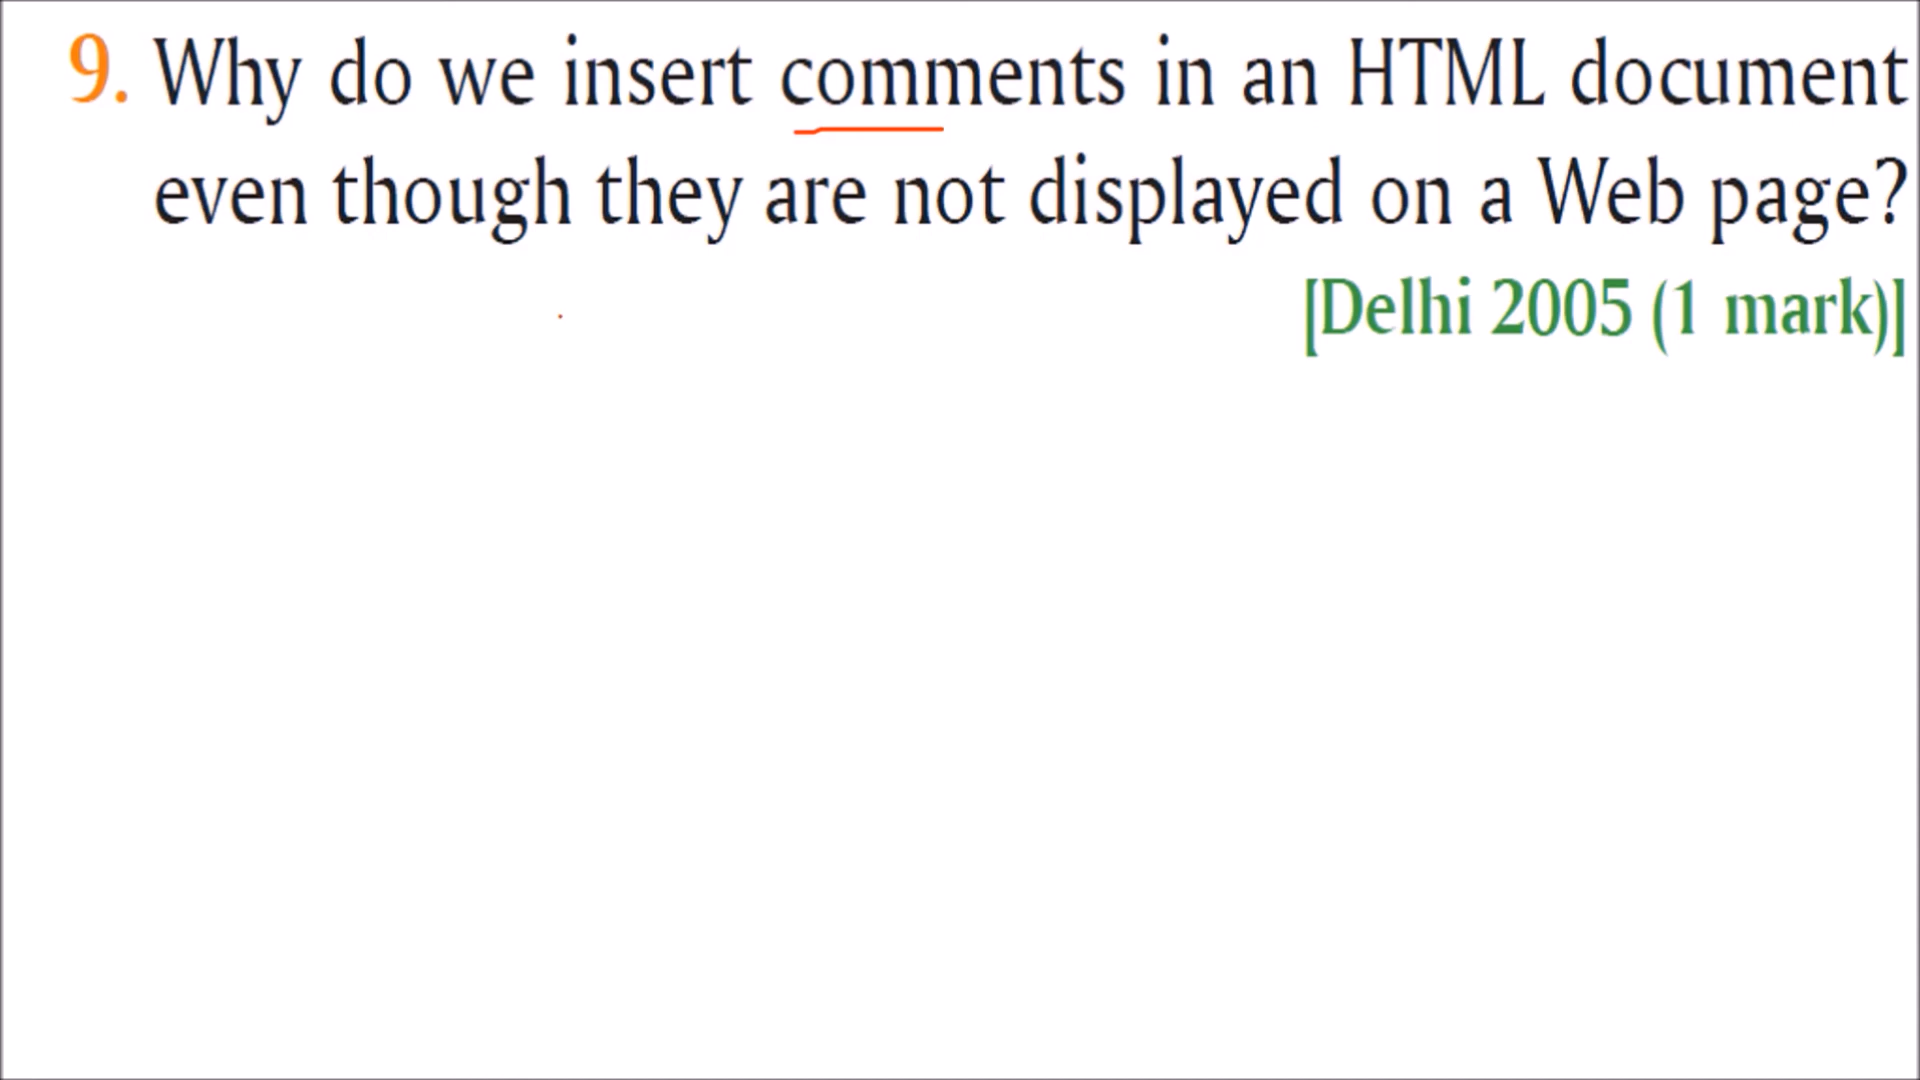 9. Why do we insert comments in an HTML document
even though they are not displayed on a Web page?
[Delhi 2005 (1 mark)]